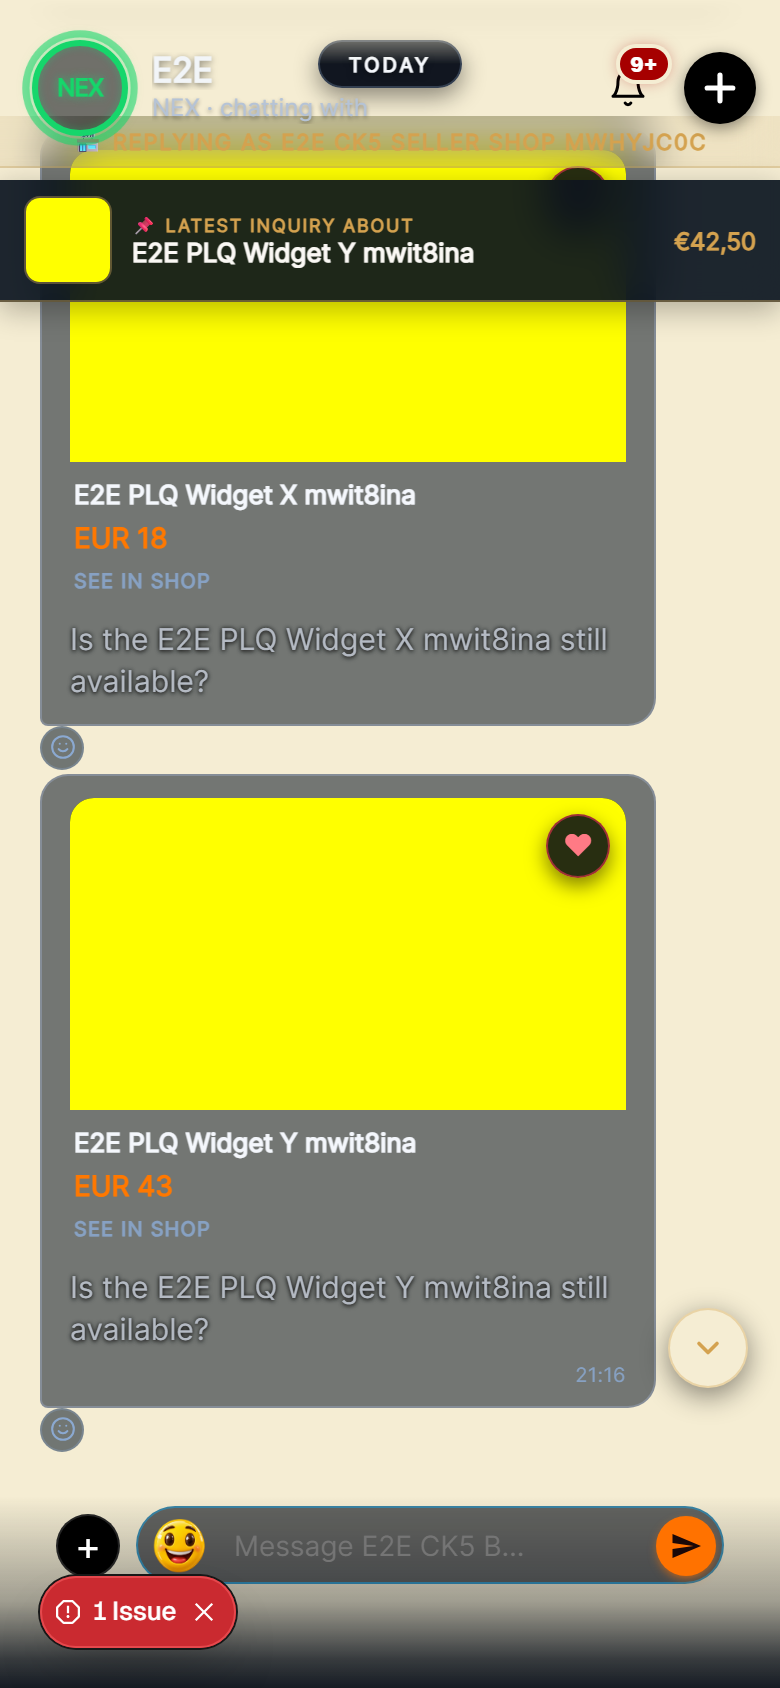 NEX
E2E
NEX · chatting with
TODAY
9+
REPLYING AS E2E CK5 SELLER SHOP MWHYJC0C
LATEST INQUIRY ABOUT
E2E PLQ Widget Y mwit8ina
€42,50
E2E PLQ Widget X mwit8ina
EUR 18
SEE IN SHOP
Is the E2E PLQ Widget X mwit8ina still
available?
E2E PLQ Widget Y mwit8ina
EUR 43
SEE IN SHOP
Is the E2E PLQ Widget Y mwit8ina still
available?
21:16
Message E2E CK5 B...
1 Issue